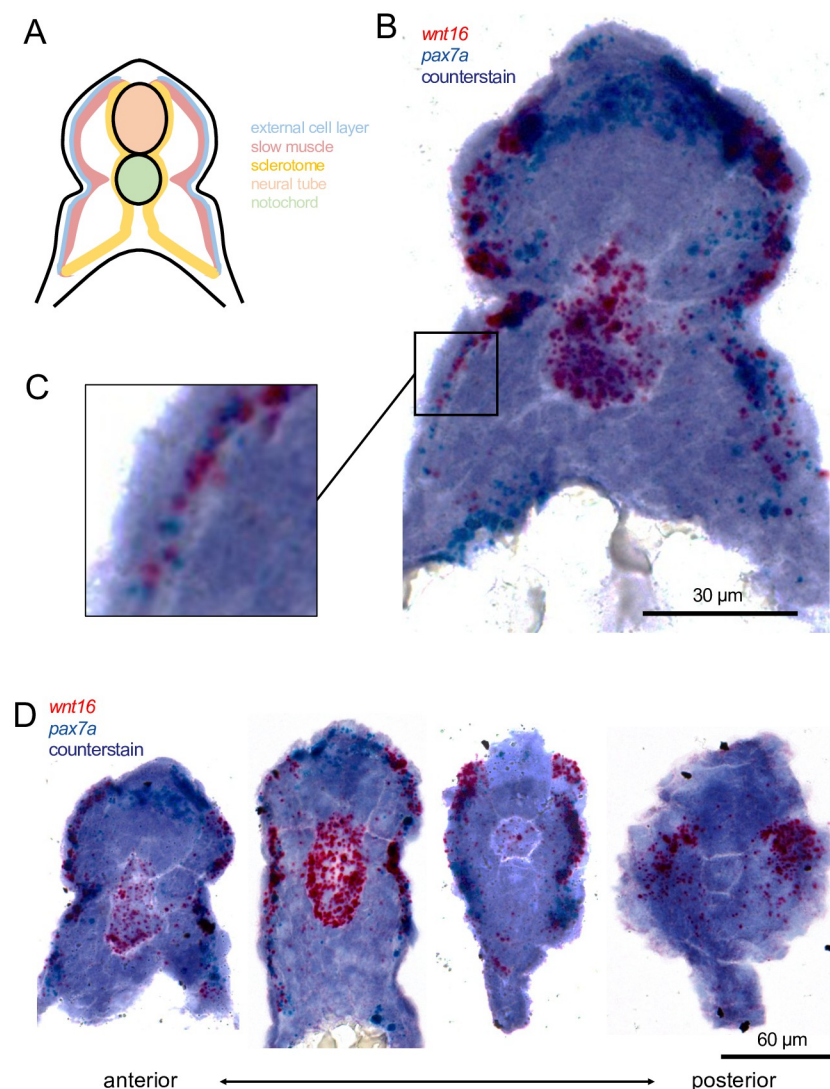 A
external cell layer
slow muscle
sclerotome
neural tube
notochord
B
wnt16
pax7a
counterstain
30 µm
C
D
wnt16
pax7a
counterstain
60 µm
anterior
posterior